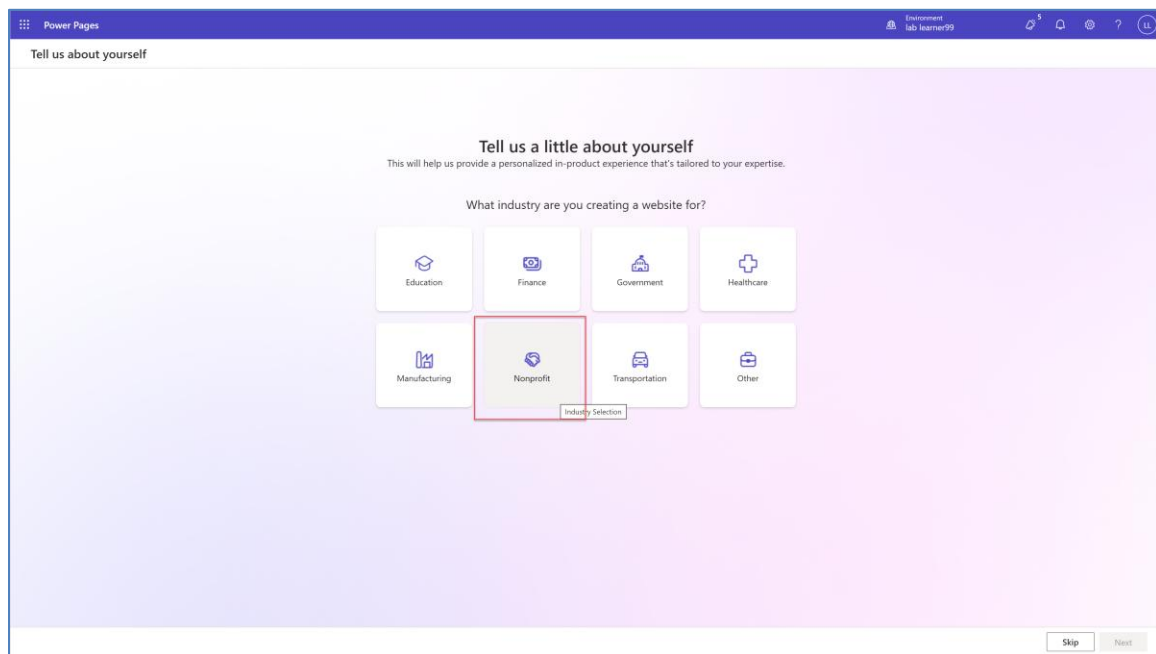 Power Pages
Environment
lab learner99
5
?
LL
Tell us about yourself
Tell us a little about yourself
This will help us provide a personalized in-product experience that's tailored to your expertise.
What industry are you creating a website for?
Education
Finance
Government
Healthcare
Manufacturing
Nonprofit
Transportation
Other
Industry Selection
Skip
Next